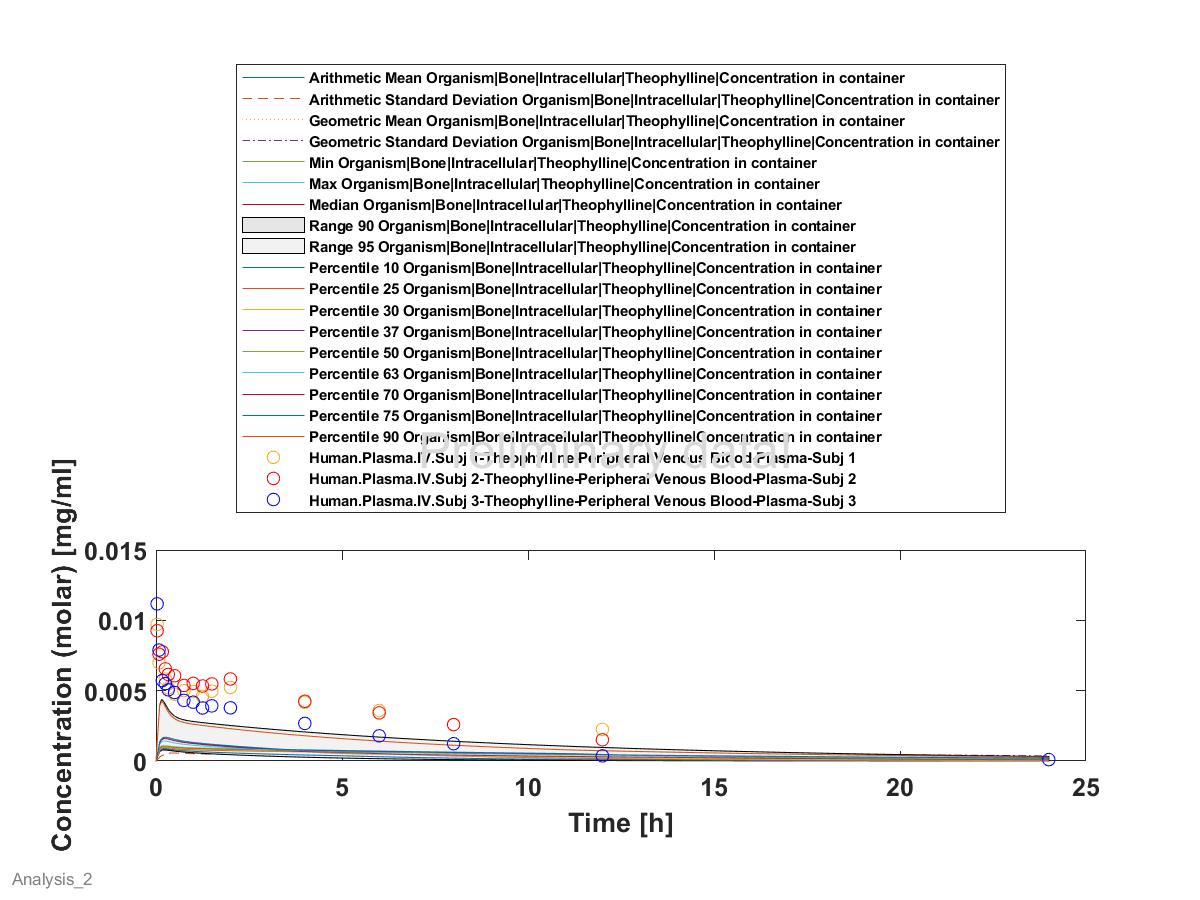 Arithmetic Mean Organism|Bone|Intracellular|Theophylline|Concentration in container
Arithmetic Standard Deviation Organism|Bone|Intracellular|Theophylline|Concentration in container
Geometric Mean Organism|Bone|Intracellular|Theophylline|Concentration in container
Geometric Standard Deviation Organism|Bone|Intracellular|Theophylline|Concentration in container
Min Organism|Bone|Intracellular|Theophylline|Concentration in container
Max Organism|Bone|Intracellular|Theophylline|Concentration in container
Median Organism|Bone|Intracellular|Theophylline|Concentration in container
Range 90 Organism|Bone|Intracellular|Theophylline|Concentration in container
Range 95 Organism|Bone|Intracellular|Theophylline|Concentration in container
Percentile 10 Organism|Bone|Intracellular|Theophylline|Concentration in container
Percentile 25 Organism|Bone|Intracellular|Theophylline|Concentration in container
Percentile 30 Organism|Bone|Intracellular|Theophylline|Concentration in container
Percentile 37 Organism|Bone|Intracellular|Theophylline|Concentration in container
Percentile 50 Organism|Bone|Intracellular|Theophylline|Concentration in container
Percentile 63 Organism|Bone|Intracellular|Theophylline|Concentration in container
Percentile 70 Organism|Bone|Intracellular|Theophylline|Concentration in container
Percentile 75 Organism|Bone|Intracellular|Theophylline|Concentration in container
Percentile 90 Organism|Bone|Intracellular|Theophylline|Concentration in container
Preliminary data!
Human.Plasma.IV.Subj 1-Theophylline-Peripheral Venous Blood-Plasma-Subj 1
Human.Plasma.IV.Subj 2-Theophylline-Peripheral Venous Blood-Plasma-Subj 2
Human.Plasma.IV.Subj 3-Theophylline-Peripheral Venous Blood-Plasma-Subj 3
Concentration (molar) [mg/ml]
0.015
0.01
0.005
0
0 5 10 15 20 25
Time [h]
Analysis_2